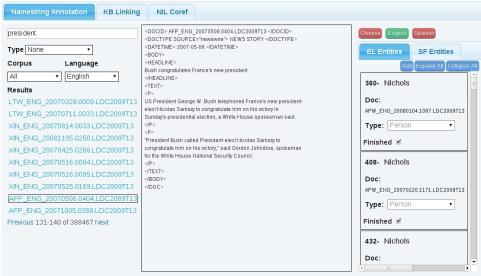 Namestring Annotation
KB Linking
NIL Coref
president
Type None
Corpus Language
All English
Results
LTW_ENG_20070329.0009.LDC2009T13
LTW_ENG_20070711.0033.LDC2009T13
XIN_ENG_20070814.0033.LDC2009T13
XIN_ENG_20081105.0250.LDC2009T13
XIN_ENG_20070425.0288.LDC2009T13
XIN_ENG_20070516.0084.LDC2009T13
XIN_ENG_20070516.0095.LDC2009T13
XIN_ENG_20070525.0169.LDC2009T13
AFP_ENG_20070506.0404.LDC2009T13
AFP_ENG_20071005.0358.LDC2009T13
Previous 131-140 of 388467 Next
<DOCID> AFP_ENG_20070506.0404.LDC2009T13 </DOCID>
<DOCTYPE SOURCE="newswire"> NEWS STORY </DOCTYPE>
<DATETIME> 2007-05-06 </DATETIME>
<BODY>
<HEADLINE>
Bush congratulates France's new president
</HEADLINE>
<TEXT>
<P>
US President George W. Bush telephoned France's new president-
elect Nicolas Sarkozy to congratulate him on his victory in
Sunday's presidential election, a White House spokesman said.
</P>
<P>
"President Bush called President-elect Nicolas Sarkozy to
congratulate him on his victory," said Gordon Johndroe, spokesman
for the White House National Security Council.
</P>
</TEXT>
</BODY>
</DOC>
Chinese English Spanish
EL Entities SF Entities
Add Expand All Collapse All
360- Nichols
Doc:
APW_ENG_20080104.1087.LDC2009T13
Type: Person
Finished
408- Nichols
Doc:
APW_ENG_20070220.1171.LDC2009T13
Type: Person
Finished
432- Nichols
Doc: